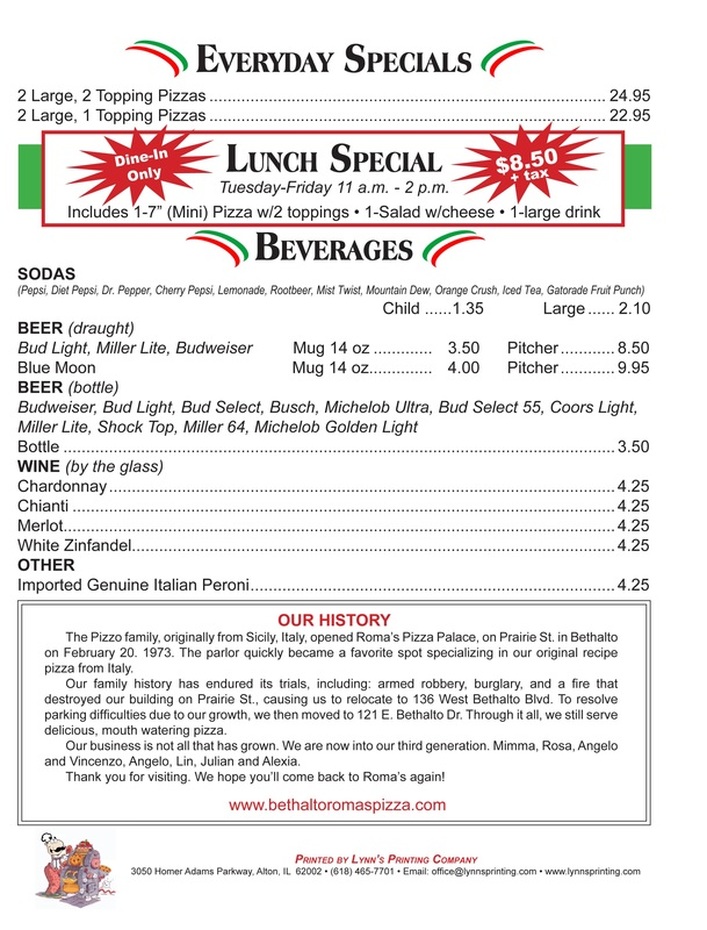 EVERYDAY SPECIALS
2 Large, 2 Topping Pizzas ........................................................................... 24.95
2 Large, 1 Topping Pizzas ........................................................................... 22.95
Dine-In
Only
LUNCH SPECIAL
$8.50
+ tax
Tuesday-Friday 11 a.m. - 2 p.m.
Includes 1-7” (Mini) Pizza w/2 toppings • 1-Salad w/cheese • 1-large drink
BEVERAGES
SODAS
(Pepsi, Diet Pepsi, Dr. Pepper, Cherry Pepsi, Lemonade, Rootbeer, Mist Twist, Mountain Dew, Orange Crush, Iced Tea, Gatorade Fruit Punch)
Child ......1.35 Large ...... 2.10
BEER (draught)
Bud Light, Miller Lite, Budweiser Mug 14 oz ............. 3.50 Pitcher ............ 8.50
Blue Moon Mug 14 oz.............. 4.00 Pitcher ............ 9.95
BEER (bottle)
Budweiser, Bud Light, Bud Select, Busch, Michelob Ultra, Bud Select 55, Coors Light,
Miller Lite, Shock Top, Miller 64, Michelob Golden Light
Bottle ........................................................................... 3.50
WINE (by the glass)
Chardonnay ........................................................................... 4.25
Chianti ........................................................................... 4.25
Merlot........................................................................... 4.25
White Zinfandel........................................................................... 4.25
OTHER
Imported Genuine Italian Peroni........................................................................... 4.25
OUR HISTORY
The Pizzo family, originally from Sicily, Italy, opened Roma’s Pizza Palace, on Prairie St. in Bethalto
on February 20. 1973. The parlor quickly became a favorite spot specializing in our original recipe
pizza from Italy.
Our family history has endured its trials, including: armed robbery, burglary, and a fire that
destroyed our building on Prairie St., causing us to relocate to 136 West Bethalto Blvd. To resolve
parking difficulties due to our growth, we then moved to 121 E. Bethalto Dr. Through it all, we still serve
delicious, mouth watering pizza.
Our business is not all that has grown. We are now into our third generation. Mimma, Rosa, Angelo
and Vincenzo, Angelo, Lin, Julian and Alexia.
Thank you for visiting. We hope you’ll come back to Roma’s again!
www.bethaltoromaspizza.com
PRINTED BY LYNN’S PRINTING COMPANY
3050 Homer Adams Parkway, Alton, IL 62002 • (618) 465-7701 • Email: office@lynnsprinting.com • www.lynnsprinting.com